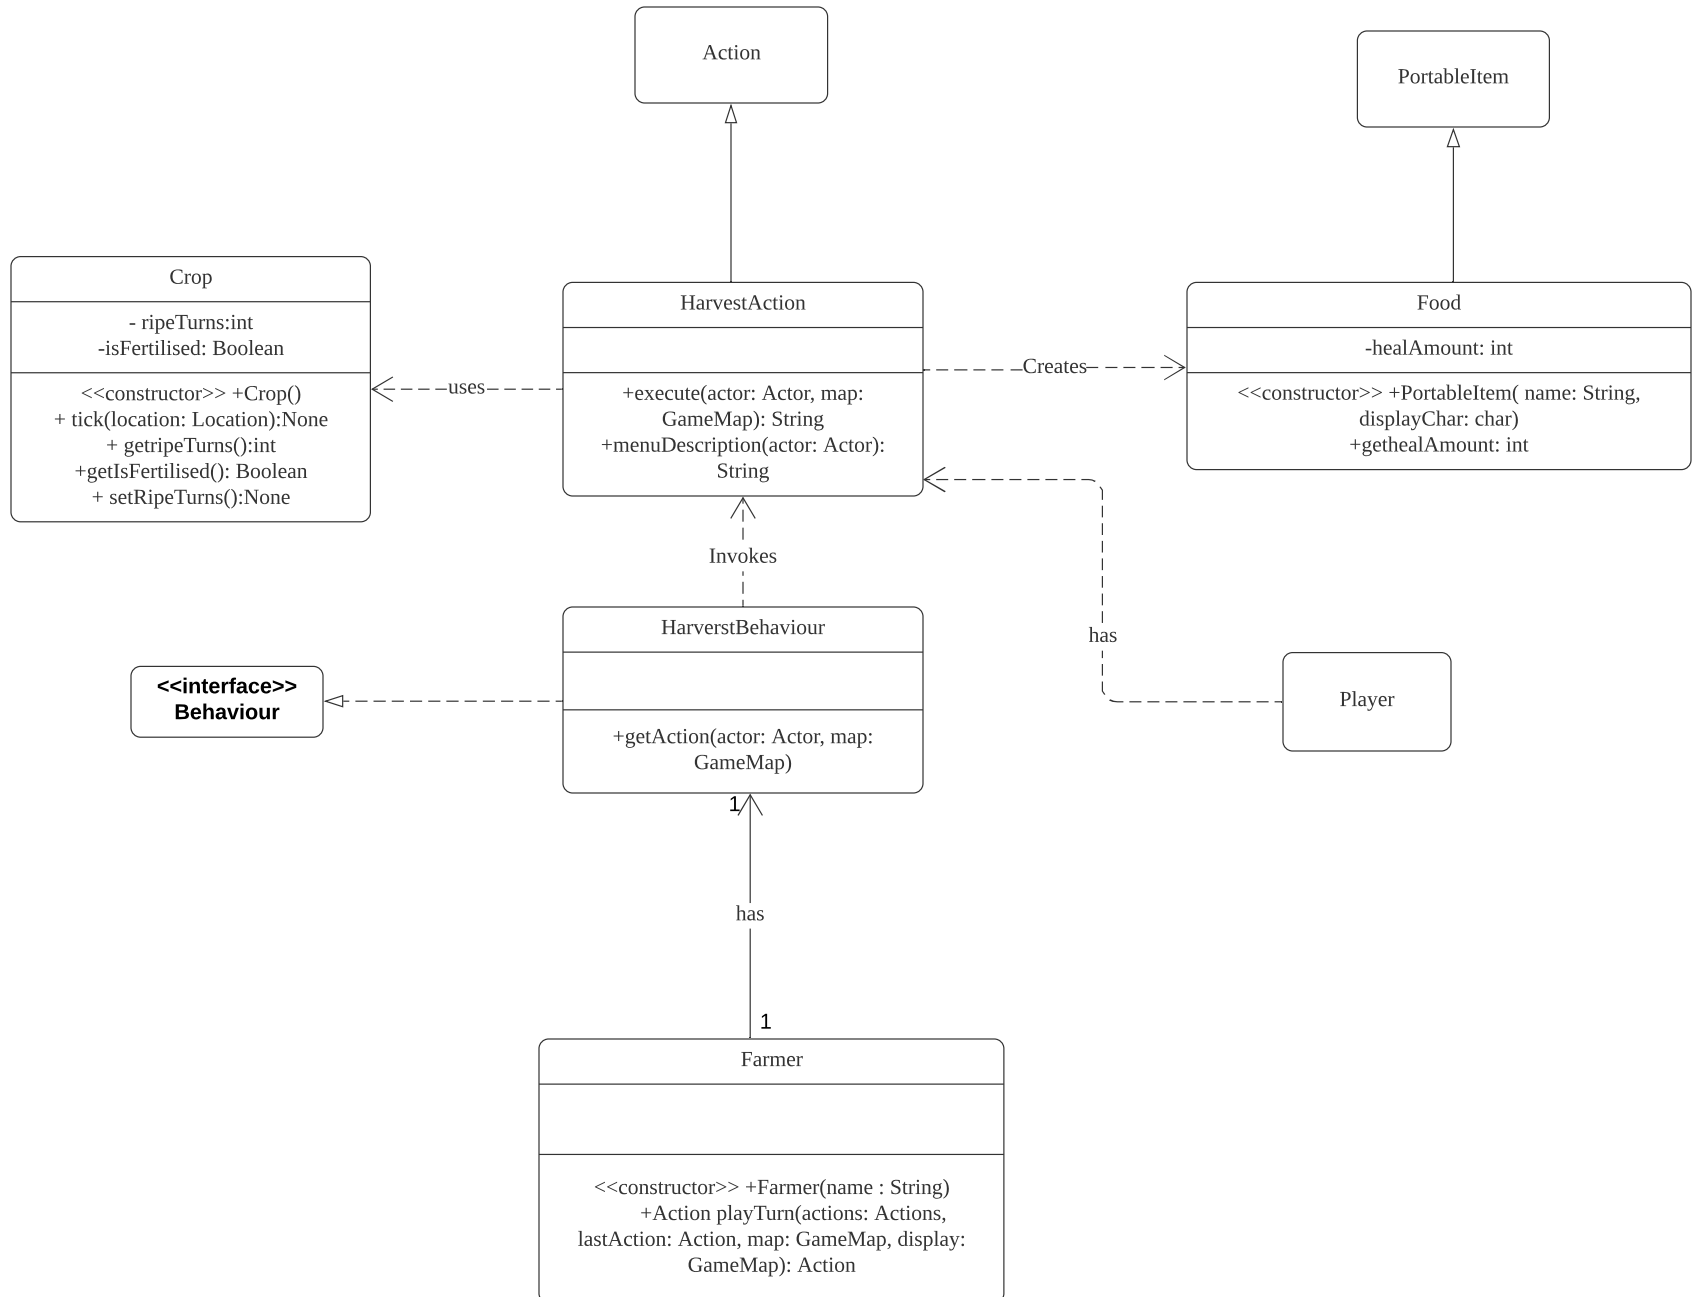 Action
PortableItem
Crop
- ripeTurns:int
-isFertilised: Boolean
<<constructor>> +Crop()
+ tick(location: Location):None
+ getripeTurns():int
+getIsFertilised(): Boolean
+ setRipeTurns():None
uses
HarvestAction
+execute(actor: Actor, map:
GameMap): String
+menuDescription(actor: Actor):
String
Creates
Food
-healAmount: int
<<constructor>> +PortableItem( name: String,
displayChar: char)
+gethealAmount: int
Invokes
has
HarverstBehaviour
+getAction(actor: Actor, map:
GameMap)
<<interface>>
Behaviour
Player
1
has
1
Farmer
<<constructor>> +Farmer(name : String)
+Action playTurn(actions: Actions,
lastAction: Action, map: GameMap, display:
GameMap): Action